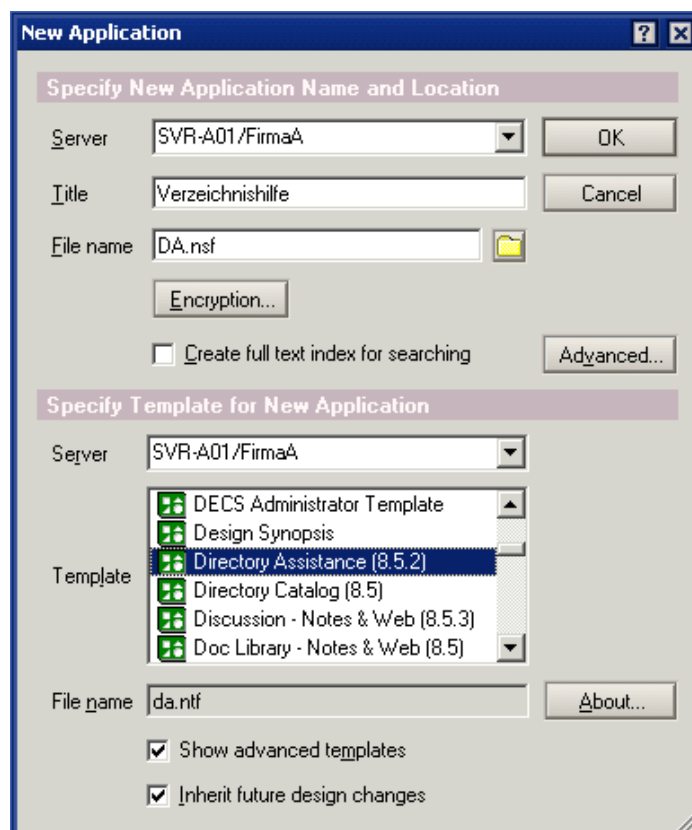 New Application
Specify New Application Name and Location
Server SVR-A01/FirmaA OK
Title Verzeichnishilfe Cancel
File name DA.nsf
Encryption...
Create full text index for searching Advanced...
Specify Template for New Application
Server SVR-A01/FirmaA
DECS Administrator Template
Design Synopsis
Directory Assistance (8.5.2)
Template Directory Catalog (8.5)
Discussion - Notes & Web (8.5.3)
Doc Library - Notes & Web (8.5)
File name da.ntf About...
Show advanced templates
Inherit future design changes